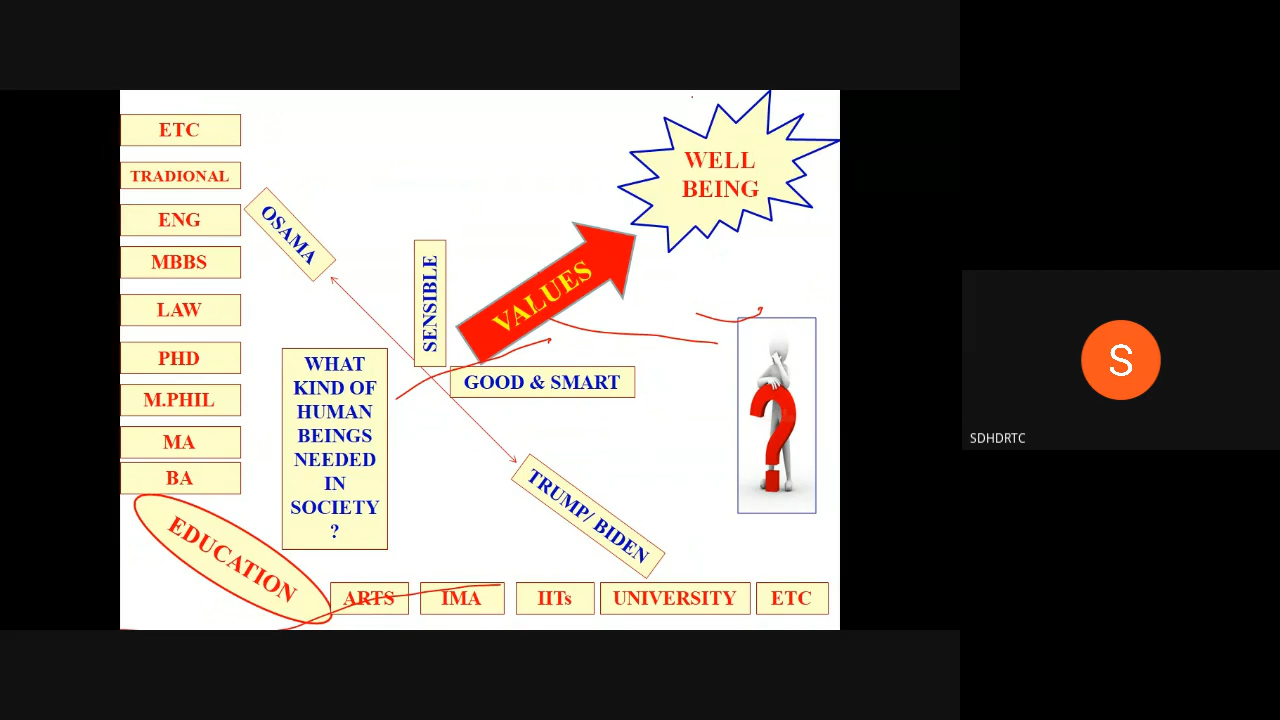 ETC
TRADIONAL
ENG
MBBS
LAW
PHD
M.PHIL
MA
BA
EDUCATION
ARTS
IMA
IITs
UNIVERSITY
ETC
OSAMA
WHAT
KIND OF
HUMAN
BEINGS
NEEDED
IN
SOCIETY
?
SENSIBLE
VALUES
GOOD & SMART
TRUMP/ BIDEN
WELL
BEING
?
S
SDHDRTC